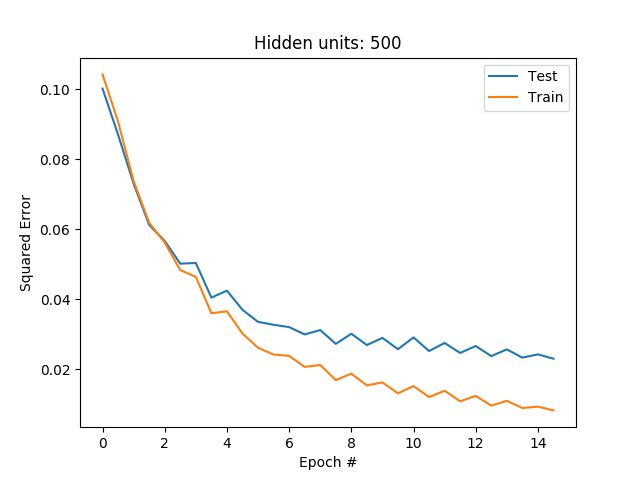 Hidden units: 500
Test
Train
Squared Error
0.10
0.08
0.06
0.04
0.02
0 2 4 6 8 10 12 14
Epoch #